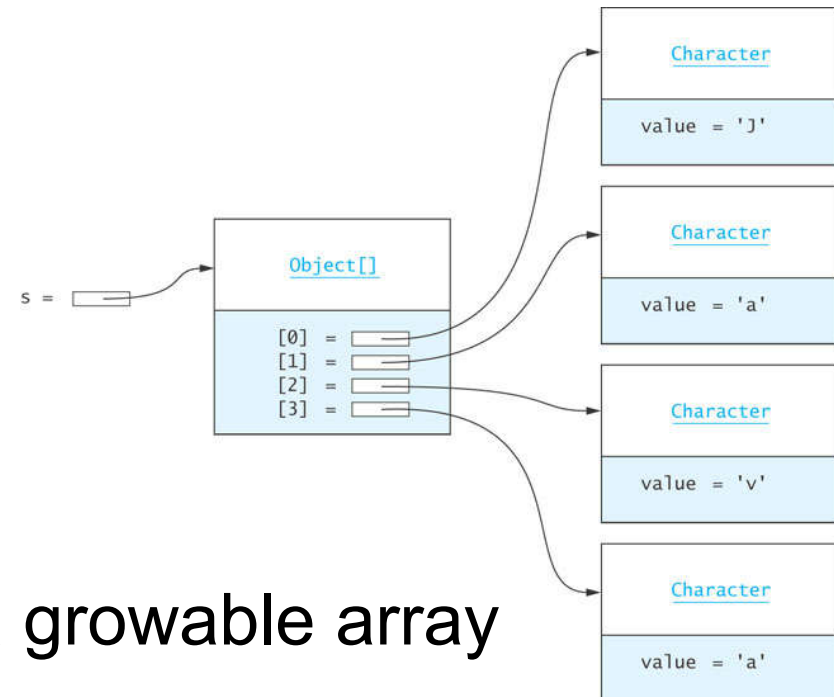 s =
Object[]
[0] =
[1] =
[2] =
[3] =
Character
value = 'J'
Character
value = 'a'
Character
value = 'v'
Character
value = 'a'
growable array